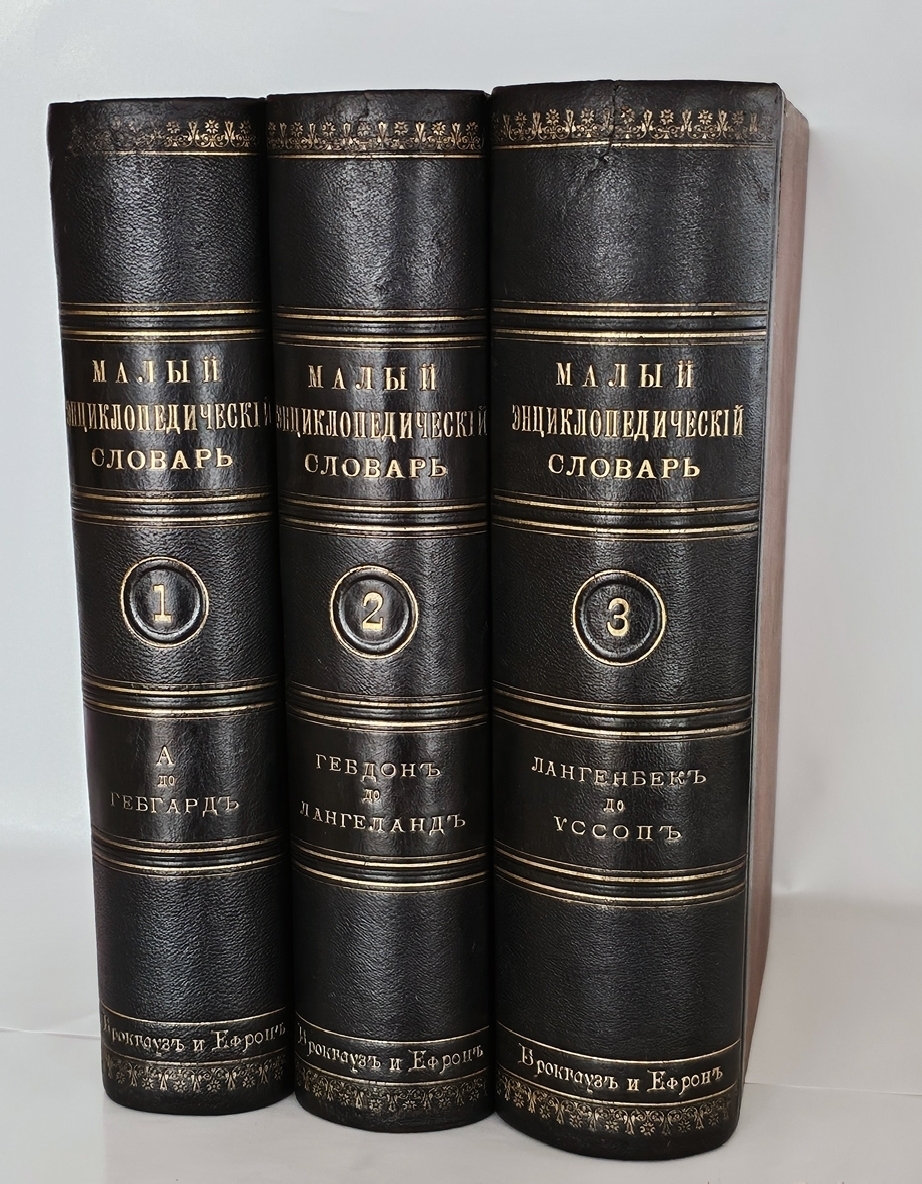 МАЛЫЙ
ЭНЦИКЛОПЕДИЧЕСКІЙ
СЛОВАРЬ
1
А
ДО
ГЕБГАРДЪ
Брокгаузъ и Ефронъ
МАЛЫЙ
ЭНЦИКЛОПЕДИЧЕСКІЙ
СЛОВАРЬ
2
ГЕБДОНЪ
ДО
ЛАНГЕЛАНДЪ
Брокгаузъ и Ефронъ
МАЛЫЙ
ЭНЦИКЛОПЕДИЧЕСКІЙ
СЛОВАРЬ
3
ЛАНГЕНБЕКЪ
ДО
УССОПЪ
Брокгаузъ и Ефронъ